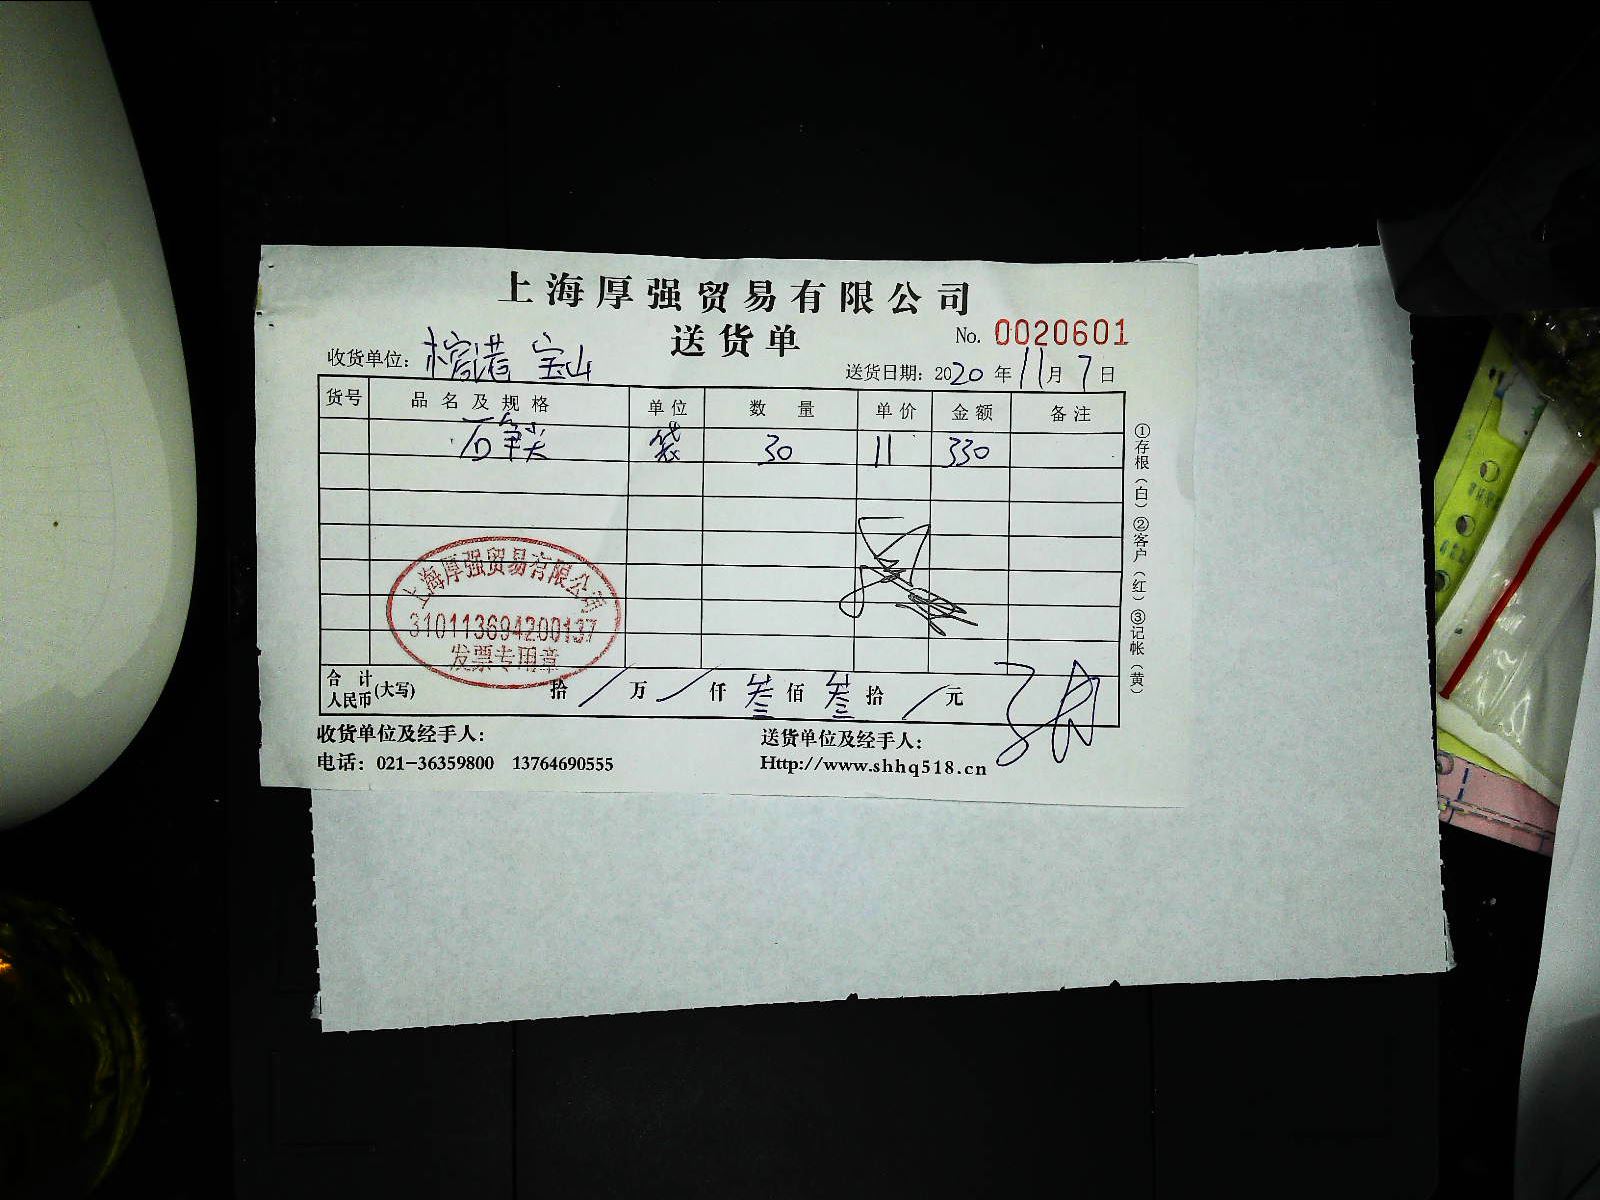 上海厚强贸易有限公司
送货单
No. 0020601
收货单位: 宝山
送货日期: 2020年11月7日
货号 品名及规格 单位 数量 单价 金额 备注
袋 30 11 330
上海厚强贸易有限公司
310113694200137
发票专用章
合计人民币(大写) 拾/万/仟叁佰叁拾/元
①存根(白)②客户(红)③记帐(黄)
收货单位及经手人: 送货单位及经手人:
电话: 021-36359800 13764690555 Http://www.shhq518.cn